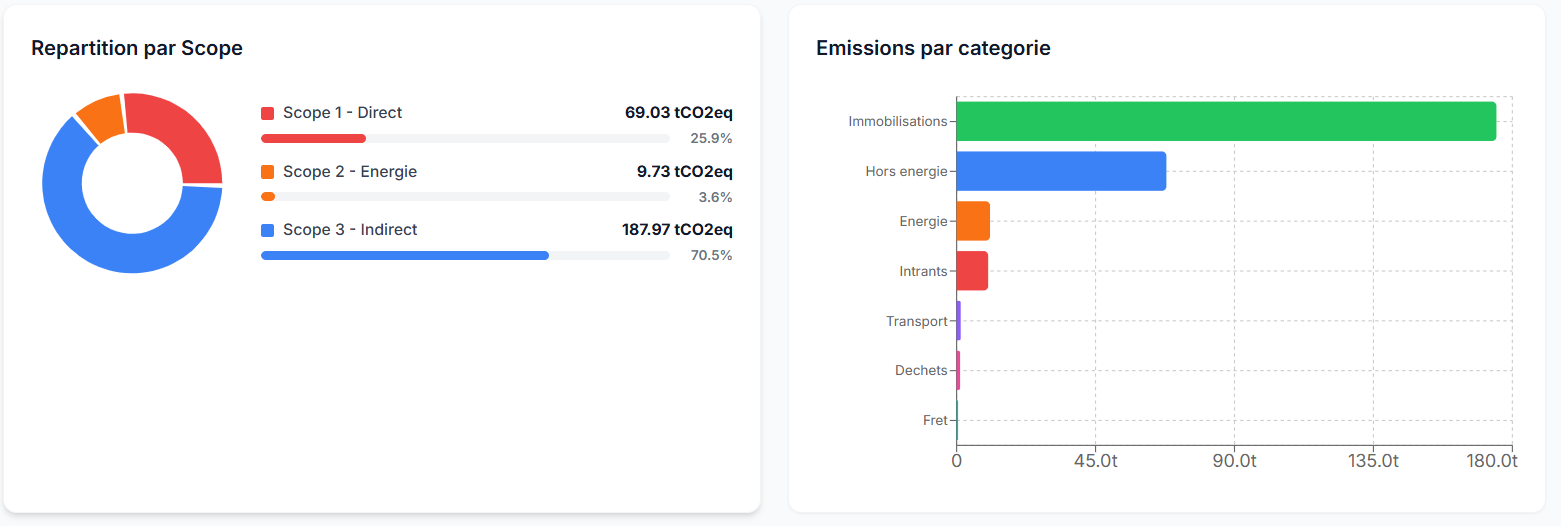 Repartition par Scope
Scope 1 - Direct 69.03 tCO2eq
25.9%
Scope 2 - Energie 9.73 tCO2eq
3.6%
Scope 3 - Indirect 187.97 tCO2eq
70.5%
Emissions par categorie
Immobilisations
Hors energie
Energie
Intrants
Transport
Dechets
Fret
0 45.0t 90.0t 135.0t 180.0t